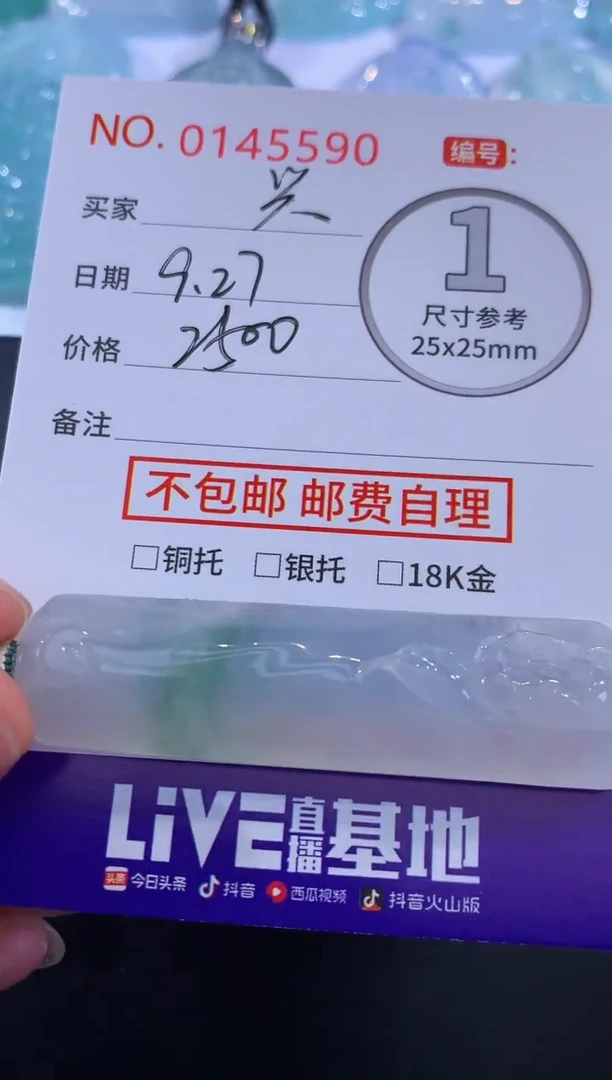 NO. 0145590 编号:
买家 吴
日期 9.27
价格 2500
备注
1
尺寸参考
25x25mm
不包邮 邮费自理
□铜托 □银托 □18K金
LiVE直播基地
头条 今日头条 抖音 西瓜视频 抖音火山版